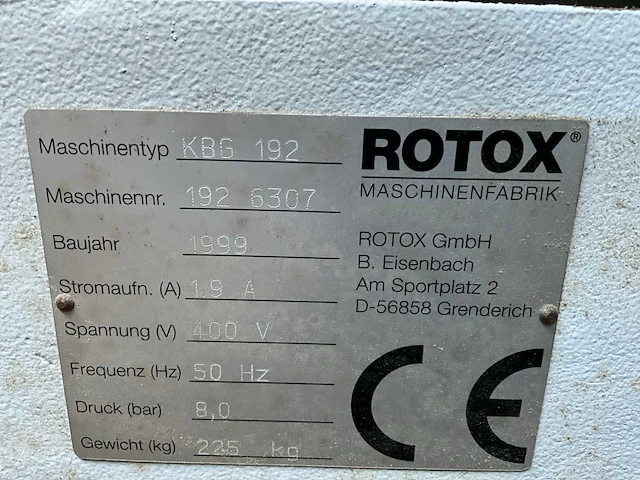 Maschinentyp KBG 192
Maschinennr. 192 6307
Baujahr 1999
Stromaufn. (A) 1.9 A
Spannung (V) 400 V
Frequenz (Hz) 50 Hz
Druck (bar) 8,0
Gewicht (kg) 225 kg
ROTOX®
MASCHINENFABRIK
ROTOX GmbH
B. Eisenbach
Am Sportplatz 2
D-56858 Grenderich
CE